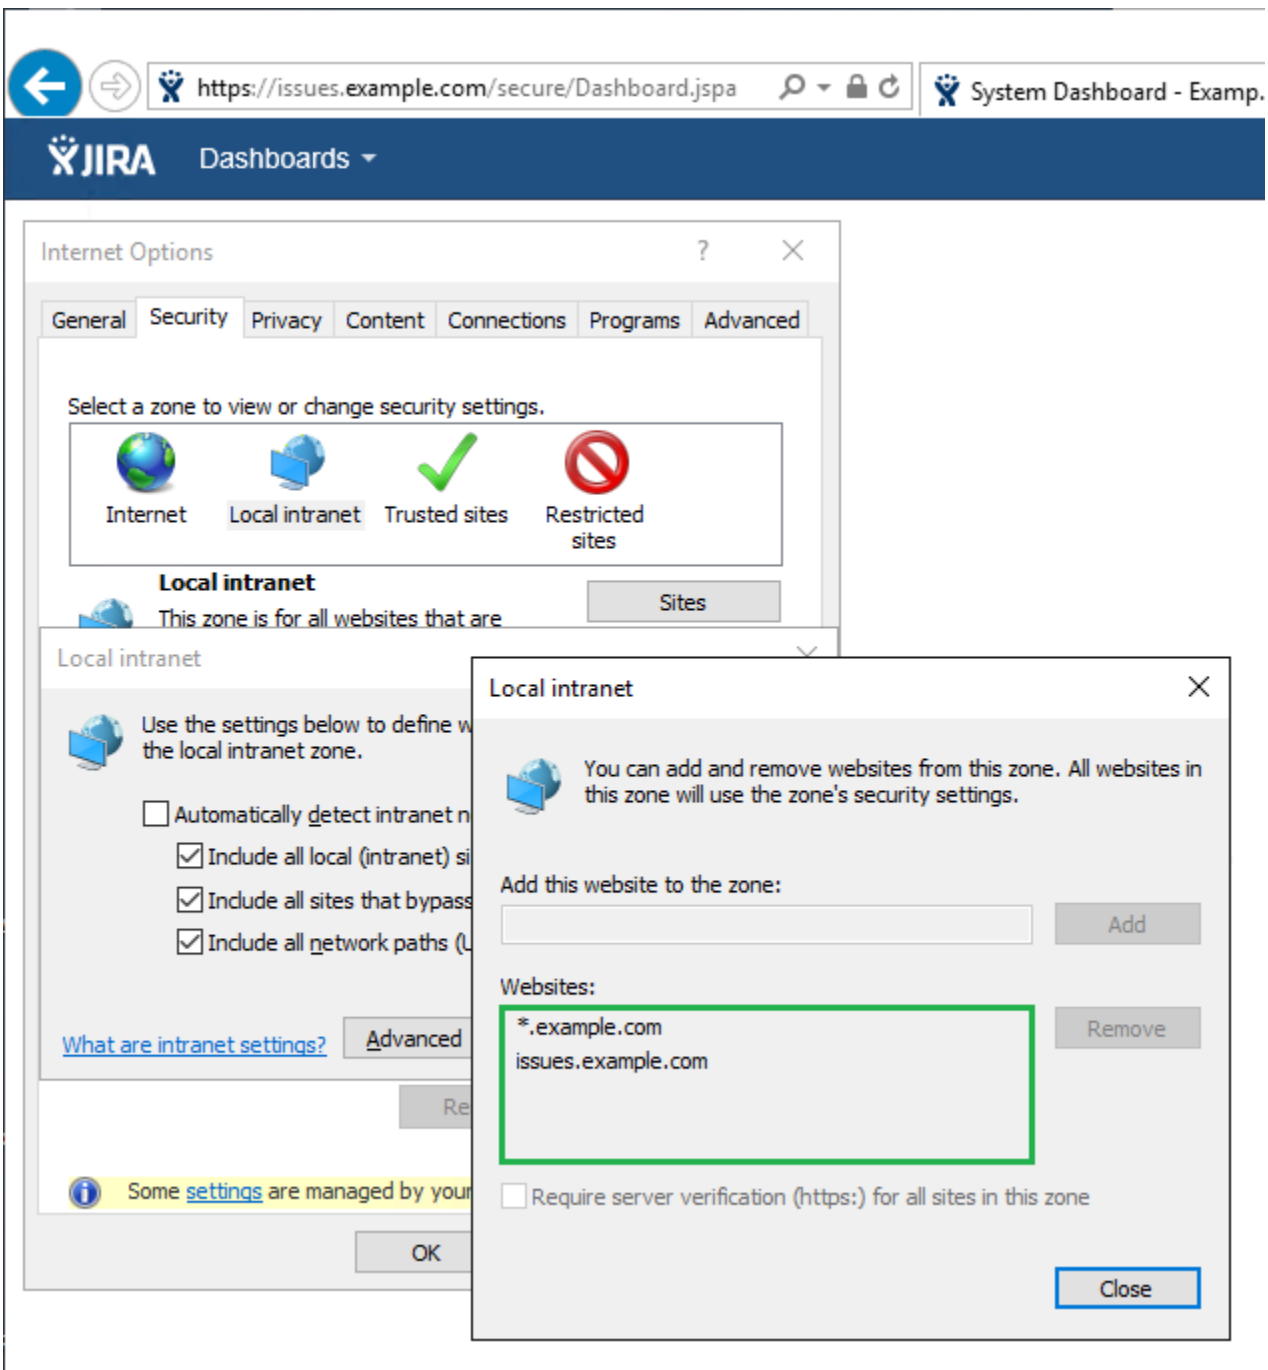 https://issues.example.com/secure/Dashboard.jspa
System Dashboard - Examp.
JIRA Dashboards
Internet Options ?
General Security Privacy Content Connections Programs Advanced
Select a zone to view or change security settings.
Internet Local intranet Trusted sites Restricted
sites
Local intranet
This zone is for all websites that are
Sites
Local intranet
Use the settings below to define w
the local intranet zone.
Automatically detect intranet n
Include all local (intranet) si
Include all sites that bypass
Include all network paths (U
What are intranet settings?
Advanced
Re
Some settings are managed by your
OK
Local intranet
You can add and remove websites from this zone. All websites in
this zone will use the zone's security settings.
Add this website to the zone:
Add
Websites:
*.example.com
issues.example.com
Remove
Require server verification (https:) for all sites in this zone
Close